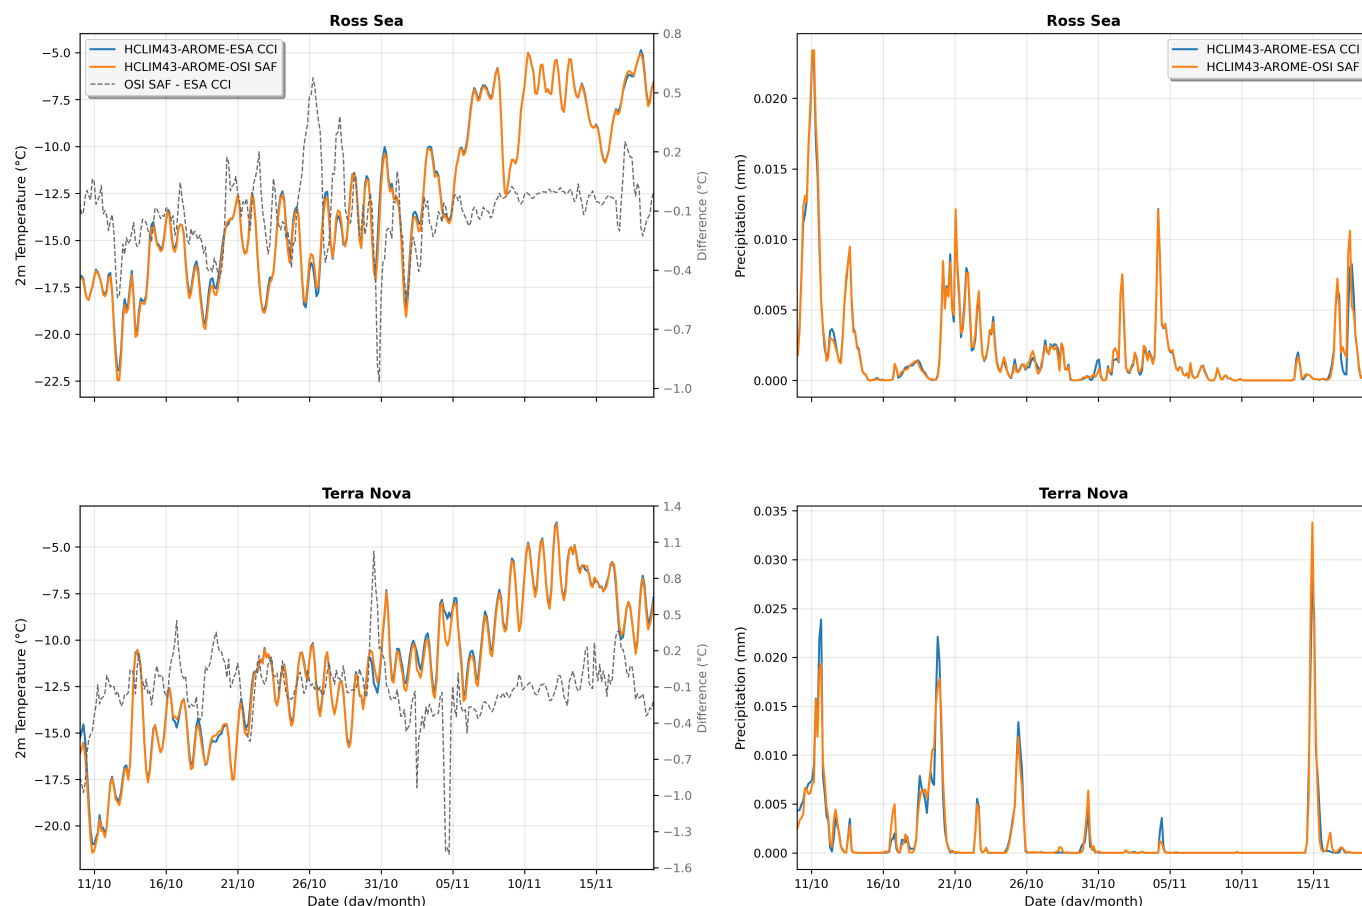 Ross Sea
HCLIM43-AROME-ESA CCI
HCLIM43-AROME-OSI SAF
OSI SAF - ESA CCI
2m Temperature (°C)
−5.0
−7.5
−10.0
−12.5
−15.0
−17.5
−20.0
−22.5
0.8
0.5
0.2
−0.1
−0.4
−0.7
−1.0
Difference (°C)
Ross Sea
HCLIM43-AROME-ESA CCI
HCLIM43-AROME-OSI SAF
Precipitation (mm)
0.020
0.015
0.010
0.005
0.000
Terra Nova
2m Temperature (°C)
−5.0
−7.5
−10.0
−12.5
−15.0
−17.5
−20.0
1.4
1.1
0.8
0.5
0.2
−0.1
−0.4
−0.7
−1.0
−1.3
−1.6
Difference (°C)
11/10 16/10 21/10 26/10 31/10 05/11 10/11 15/11
Date (day/month)
Terra Nova
Precipitation (mm)
0.035
0.030
0.025
0.020
0.015
0.010
0.005
0.000
11/10 16/10 21/10 26/10 31/10 05/11 10/11 15/11
Date (day/month)